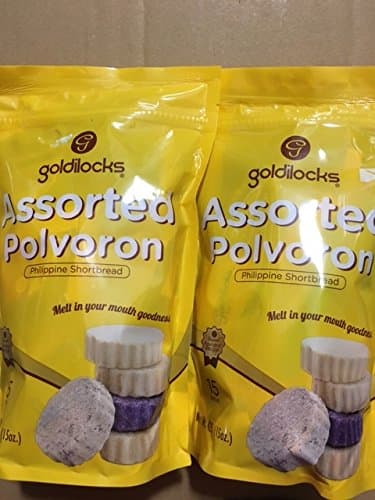 goldilocks
Assorted
Polvoron
Philippine Shortbread
Melt in your mouth goodness
goldilocks
Assorted
Polvoron
Philippine Shortbread
Melt in your mouth goodness
15